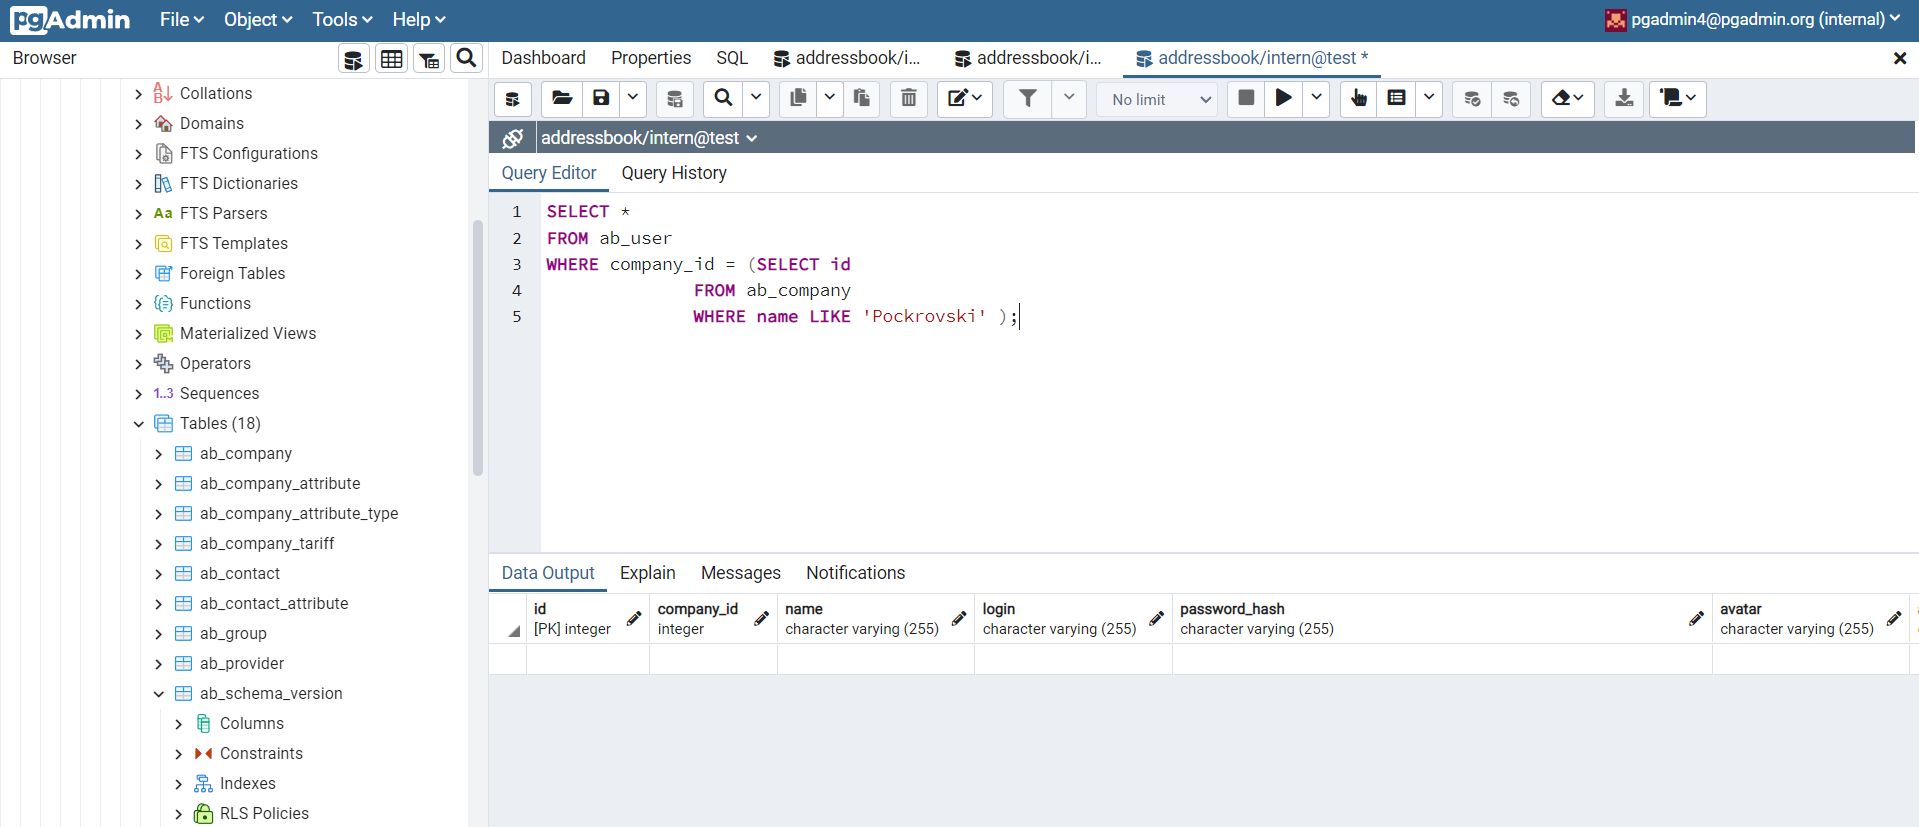 pgAdmin File Object Tools Help pgadmin4@pgadmin.org (internal)
Browser
Dashboard Properties SQL addressbook/i... addressbook/i... addressbook/intern@test *
No limit
addressbook/intern@test
Query Editor Query History
1 SELECT *
2 FROM ab_user
3 WHERE company_id = (SELECT id
4 FROM ab_company
5 WHERE name LIKE 'Pockrovski' );
Collations
Domains
FTS Configurations
FTS Dictionaries
Aa FTS Parsers
FTS Templates
Foreign Tables
Functions
Materialized Views
Operators
1..3 Sequences
Tables (18)
ab_company
ab_company_attribute
ab_company_attribute_type
ab_company_tariff
ab_contact
ab_contact_attribute
ab_group
ab_provider
ab_schema_version
Columns
Constraints
Indexes
RLS Policies
Data Output Explain Messages Notifications
id company_id name login password_hash avatar
[PK] integer integer character varying (255) character varying (255) character varying (255) character varying (255)